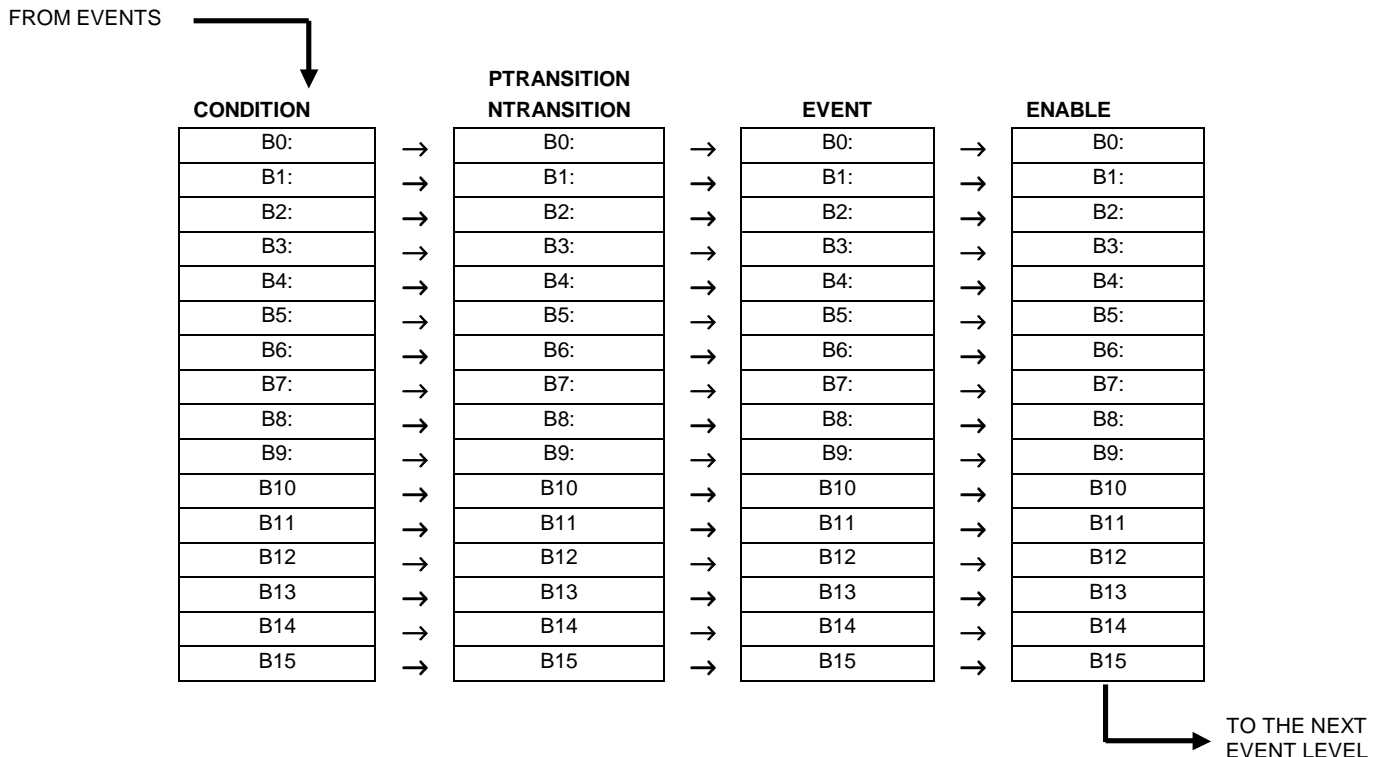 FROM EVENTS
PTRANSITION
CONDITION NTRANSITION EVENT ENABLE
B0: → B0: → B0: → B0:
B1: → B1: → B1: → B1:
B2: → B2: → B2: → B2:
B3: → B3: → B3: → B3:
B4: → B4: → B4: → B4:
B5: → B5: → B5: → B5:
B6: → B6: → B6: → B6:
B7: → B7: → B7: → B7:
B8: → B8: → B8: → B8:
B9: → B9: → B9: → B9:
B10 → B10 → B10 → B10
B11 → B11 → B11 → B11
B12 → B12 → B12 → B12
B13 → B13 → B13 → B13
B14 → B14 → B14 → B14
B15 → B15 → B15 → B15
TO THE NEXT
EVENT LEVEL